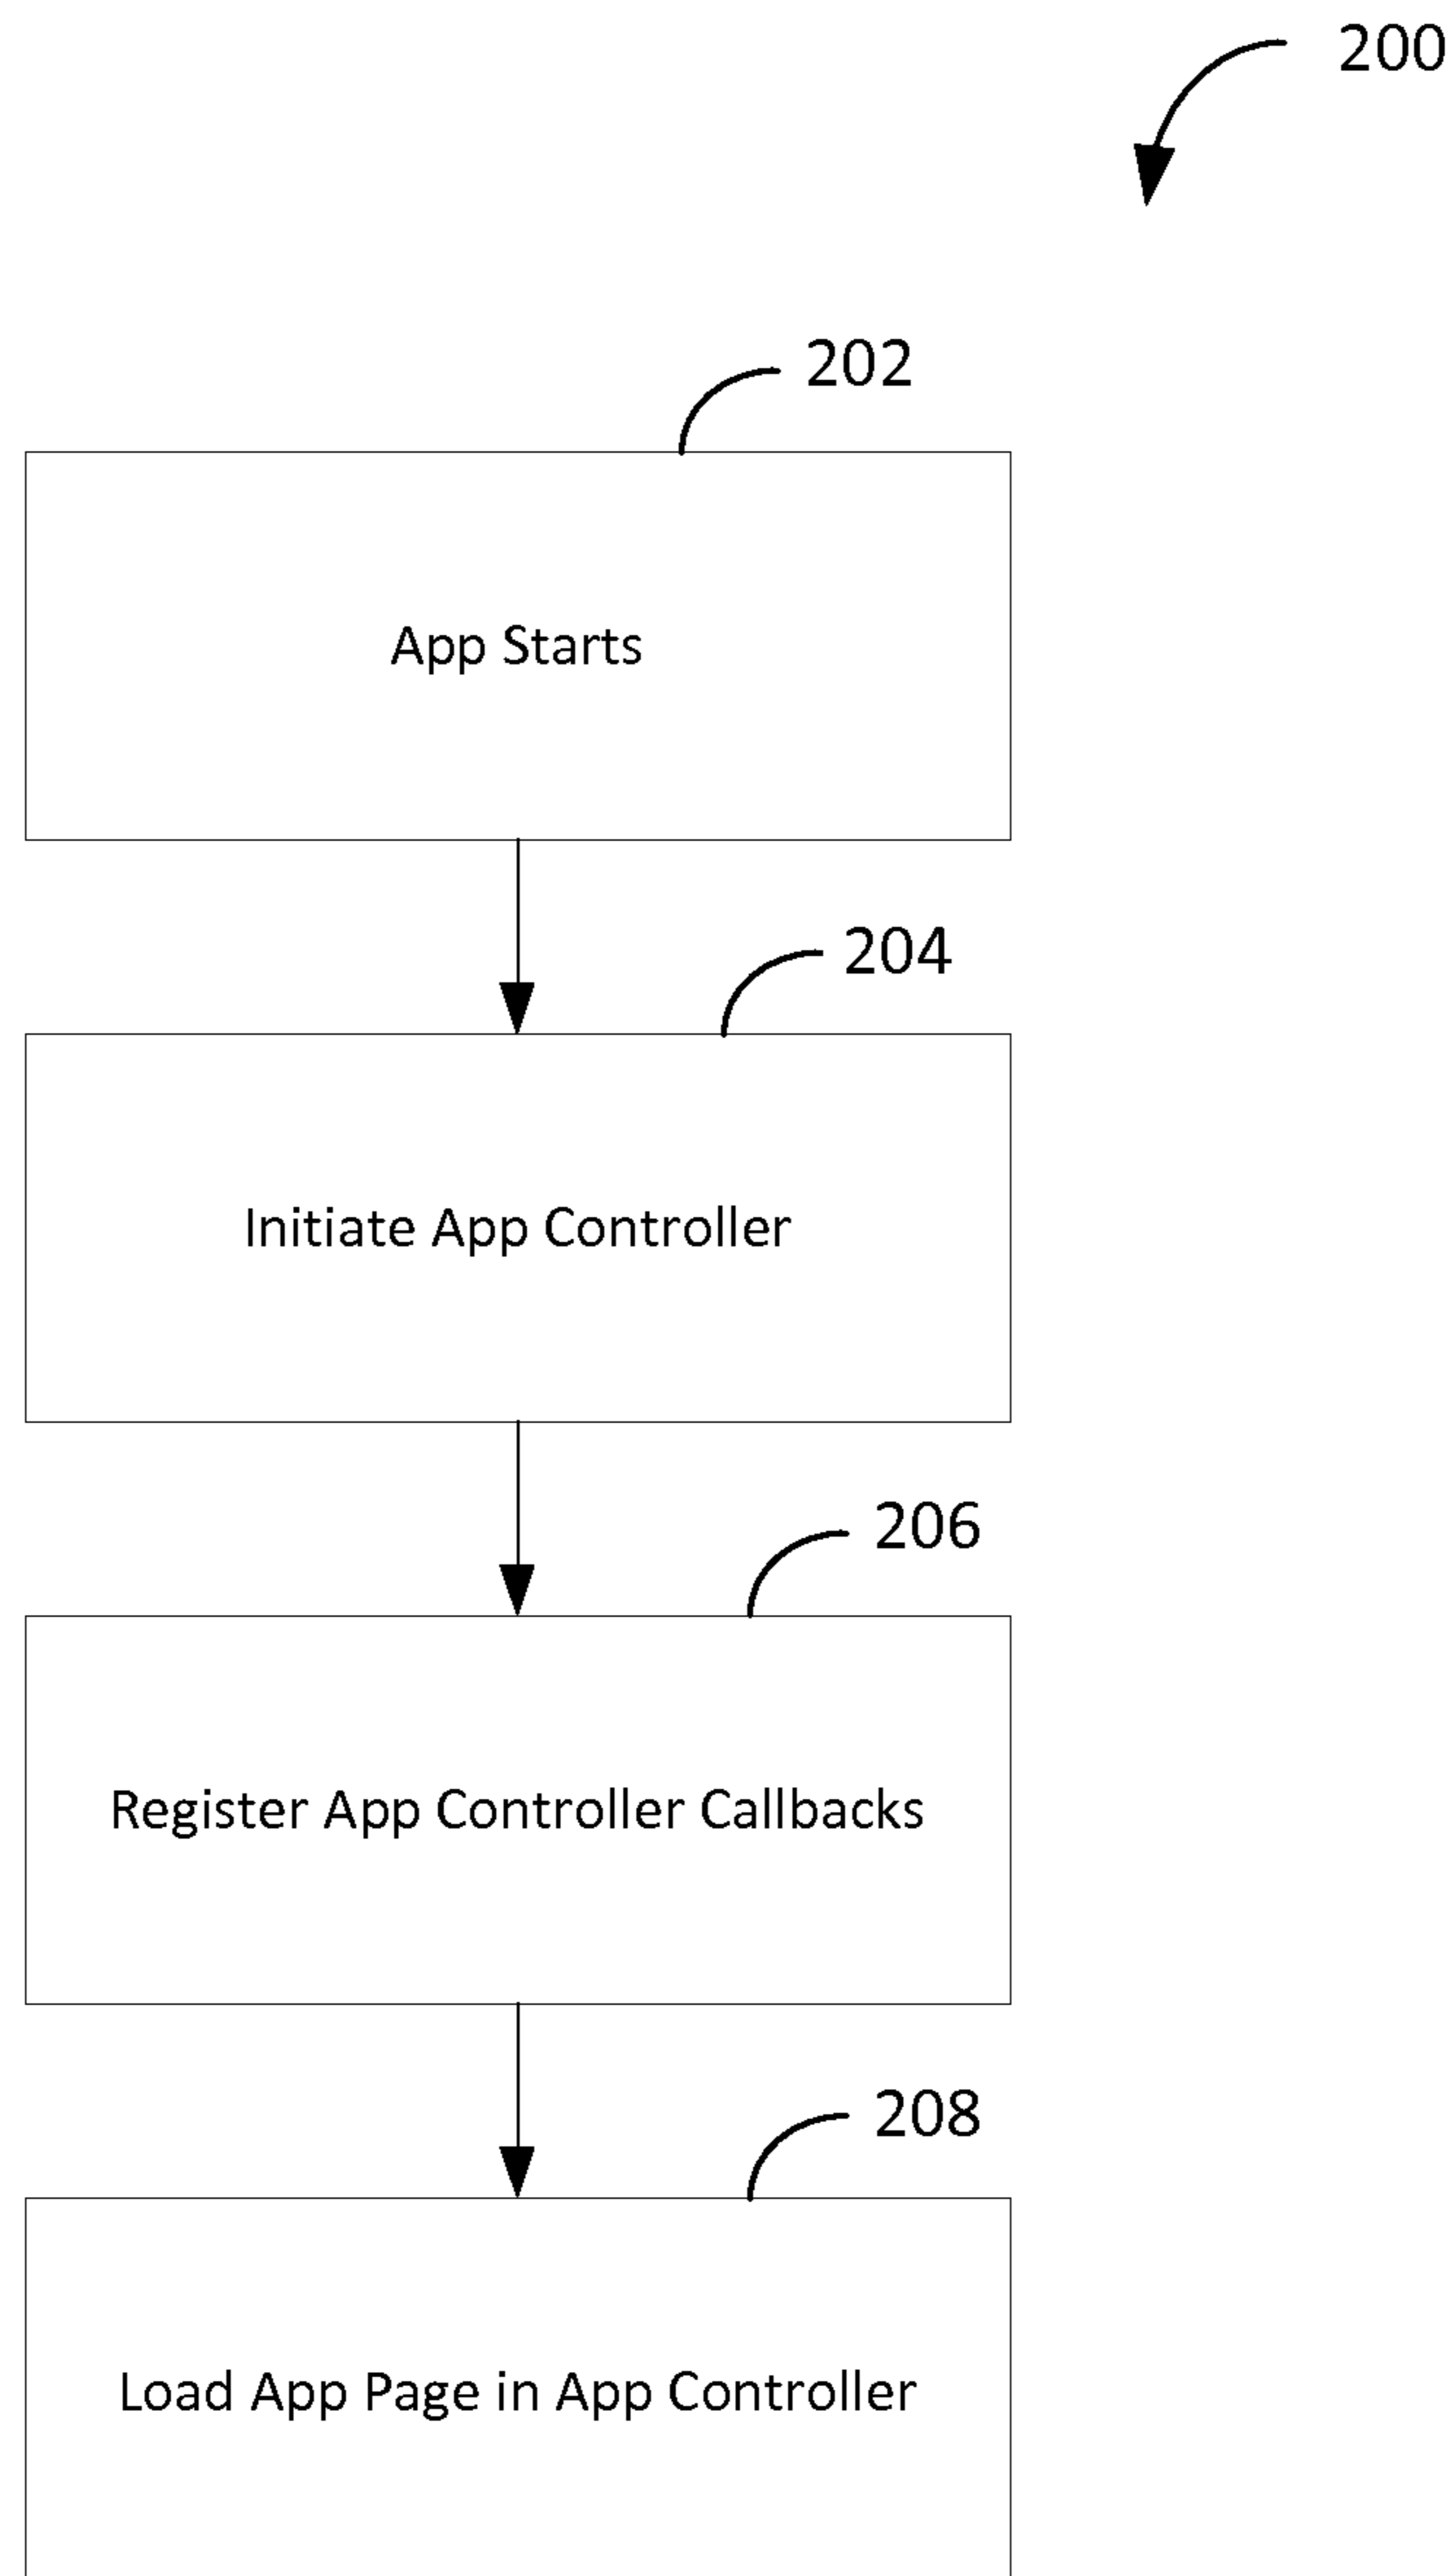 200
202
App Starts
204
Initiate App Controller
206
Register App Controller Callbacks
208
Load App Page in App Controller